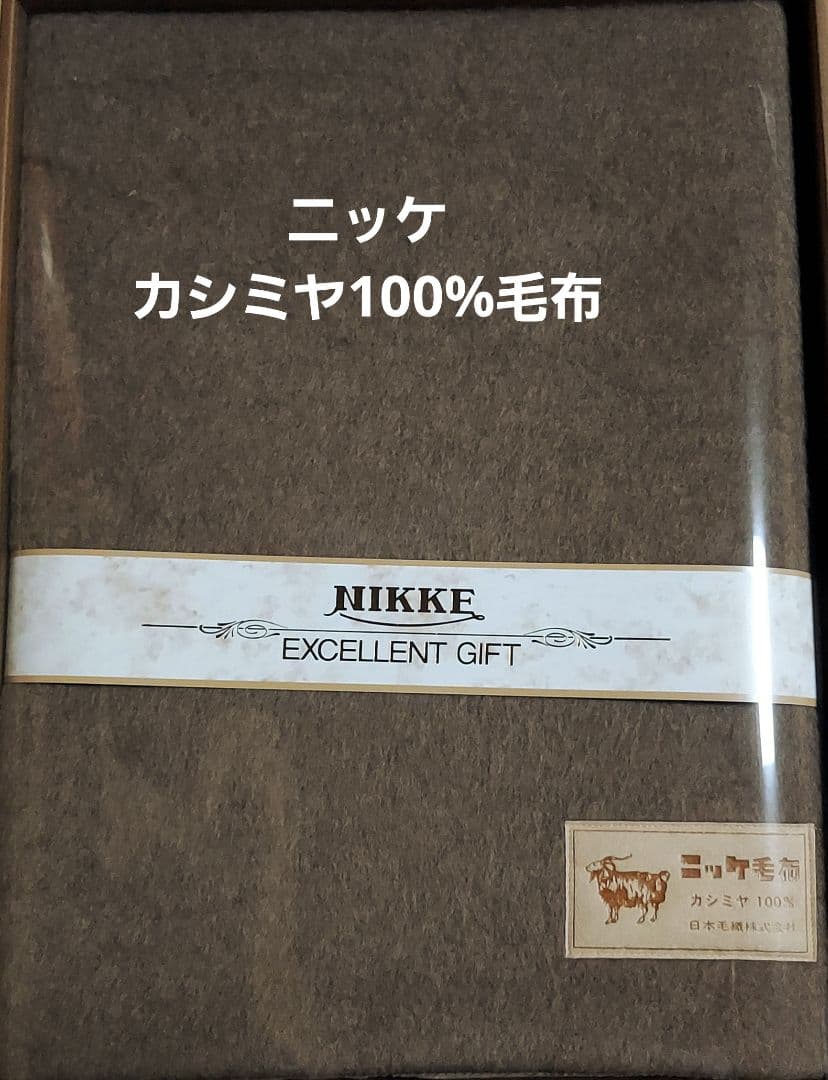 ニッケ
カシミヤ100%毛布
NIKKE
EXCELLENT GIFT
ニッケ毛布
カシミヤ 100%
日本毛織株式会社